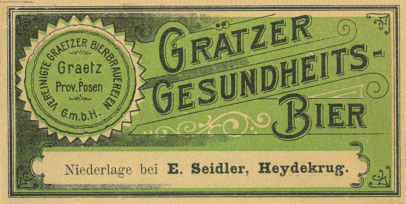 VEREINIGTE GRAETZER BIERBRAUEREIEN
Graetz
Prov. Posen
G.m.b.H.
GRÄTZER
GESUNDHEITS-
BIER
Niederlage bei E. Seidler, Heydekrug.